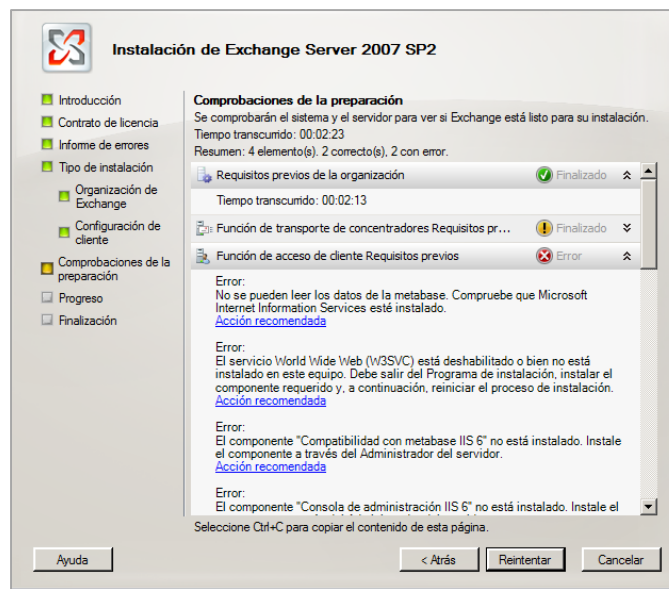 Instalación de Exchange Server 2007 SP2
Introducción
Contrato de licencia
Informe de errores
Tipo de instalación
Organización de
Exchange
Configuración de
cliente
Comprobaciones de la
preparación
Progreso
Finalización
Comprobaciones de la preparación
Se comprobarán el sistema y el servidor para ver si Exchange está listo para su instalación.
Tiempo transcurrido: 00:02:23
Resumen: 4 elemento(s). 2 correcto(s), 2 con error.
Requisitos previos de la organización Finalizado
Tiempo transcurrido: 00:02:13
Función de transporte de concentradores Requisitos pr... Finalizado
Función de acceso de cliente Requisitos previos Error
Error:
No se pueden leer los datos de la metabase. Compruebe que Microsoft
Internet Information Services esté instalado.
Acción recomendada
Error:
El servicio World Wide Web (W3SVC) está deshabilitado o bien no está
instalado en este equipo. Debe salir del Programa de instalación, instalar el
componente requerido y, a continuación, reiniciar el proceso de instalación.
Acción recomendada
Error:
El componente "Compatibilidad con metabase IIS 6" no está instalado. Instale
el componente a través del Administrador del servidor.
Acción recomendada
Error:
El componente "Consola de administración IIS 6" no está instalado. Instale el
Seleccione Ctrl+C para copiar el contenido de esta página.
Ayuda
< Atrás
Reintentar
Cancelar